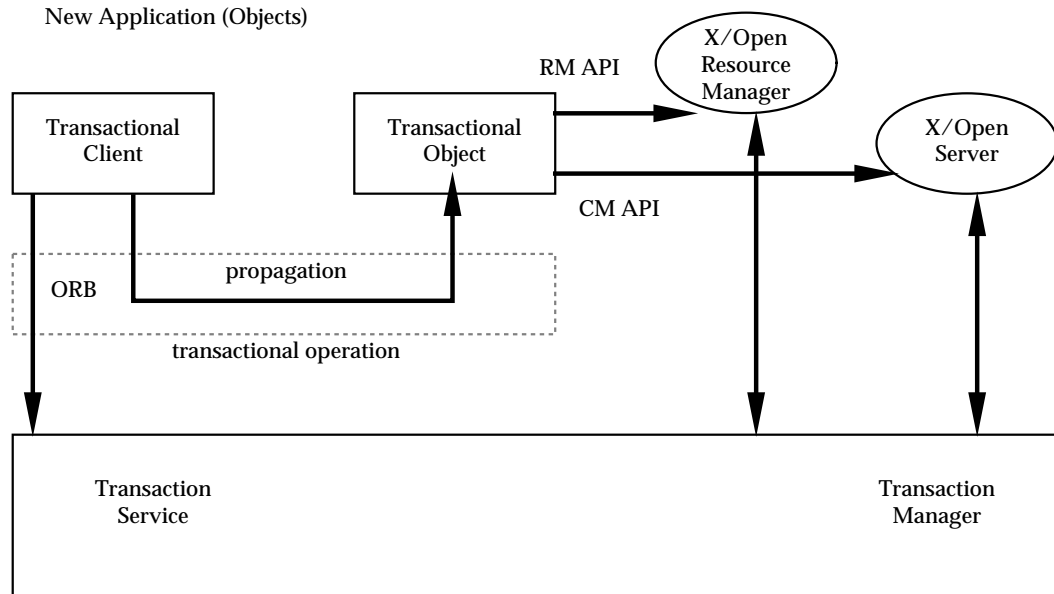 New Application (Objects)
X/Open
Resource
Manager
RM API
Transactional
Client
Transactional
Object
X/Open
Server
CM API
propagation
ORB
transactional operation
Transaction
Service
Transaction
Manager